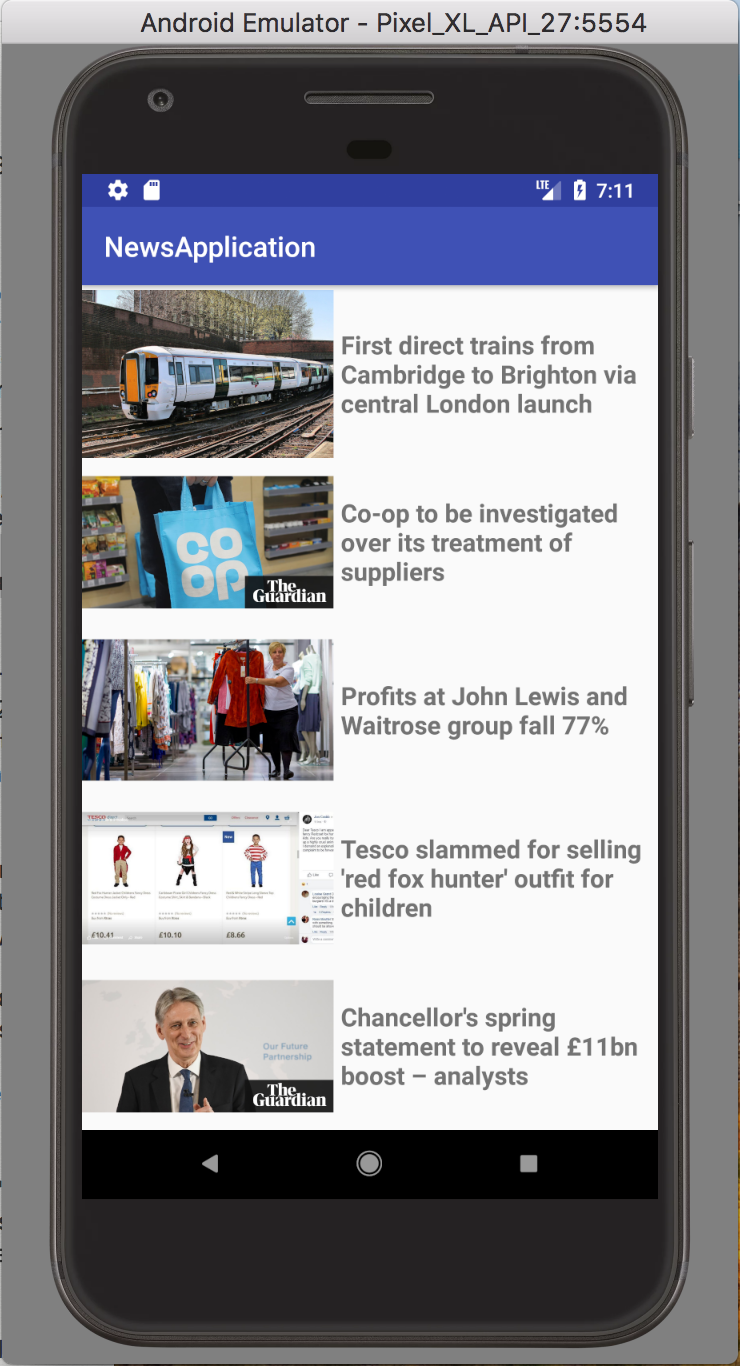 Android Emulator - Pixel_XL_API_27:5554
LTE 7:11
NewsApplication
First direct trains from
Cambridge to Brighton via
central London launch
co
op
The
Guardian
Co-op to be investigated
over its treatment of
suppliers
Profits at John Lewis and
Waitrose group fall 77%
TESCO
New
£10.41 £10.10 £8.66
Tesco slammed for selling
'red fox hunter' outfit for
children
Our Future
Partnership
The
Guardian
Chancellor's spring
statement to reveal £11bn
boost – analysts